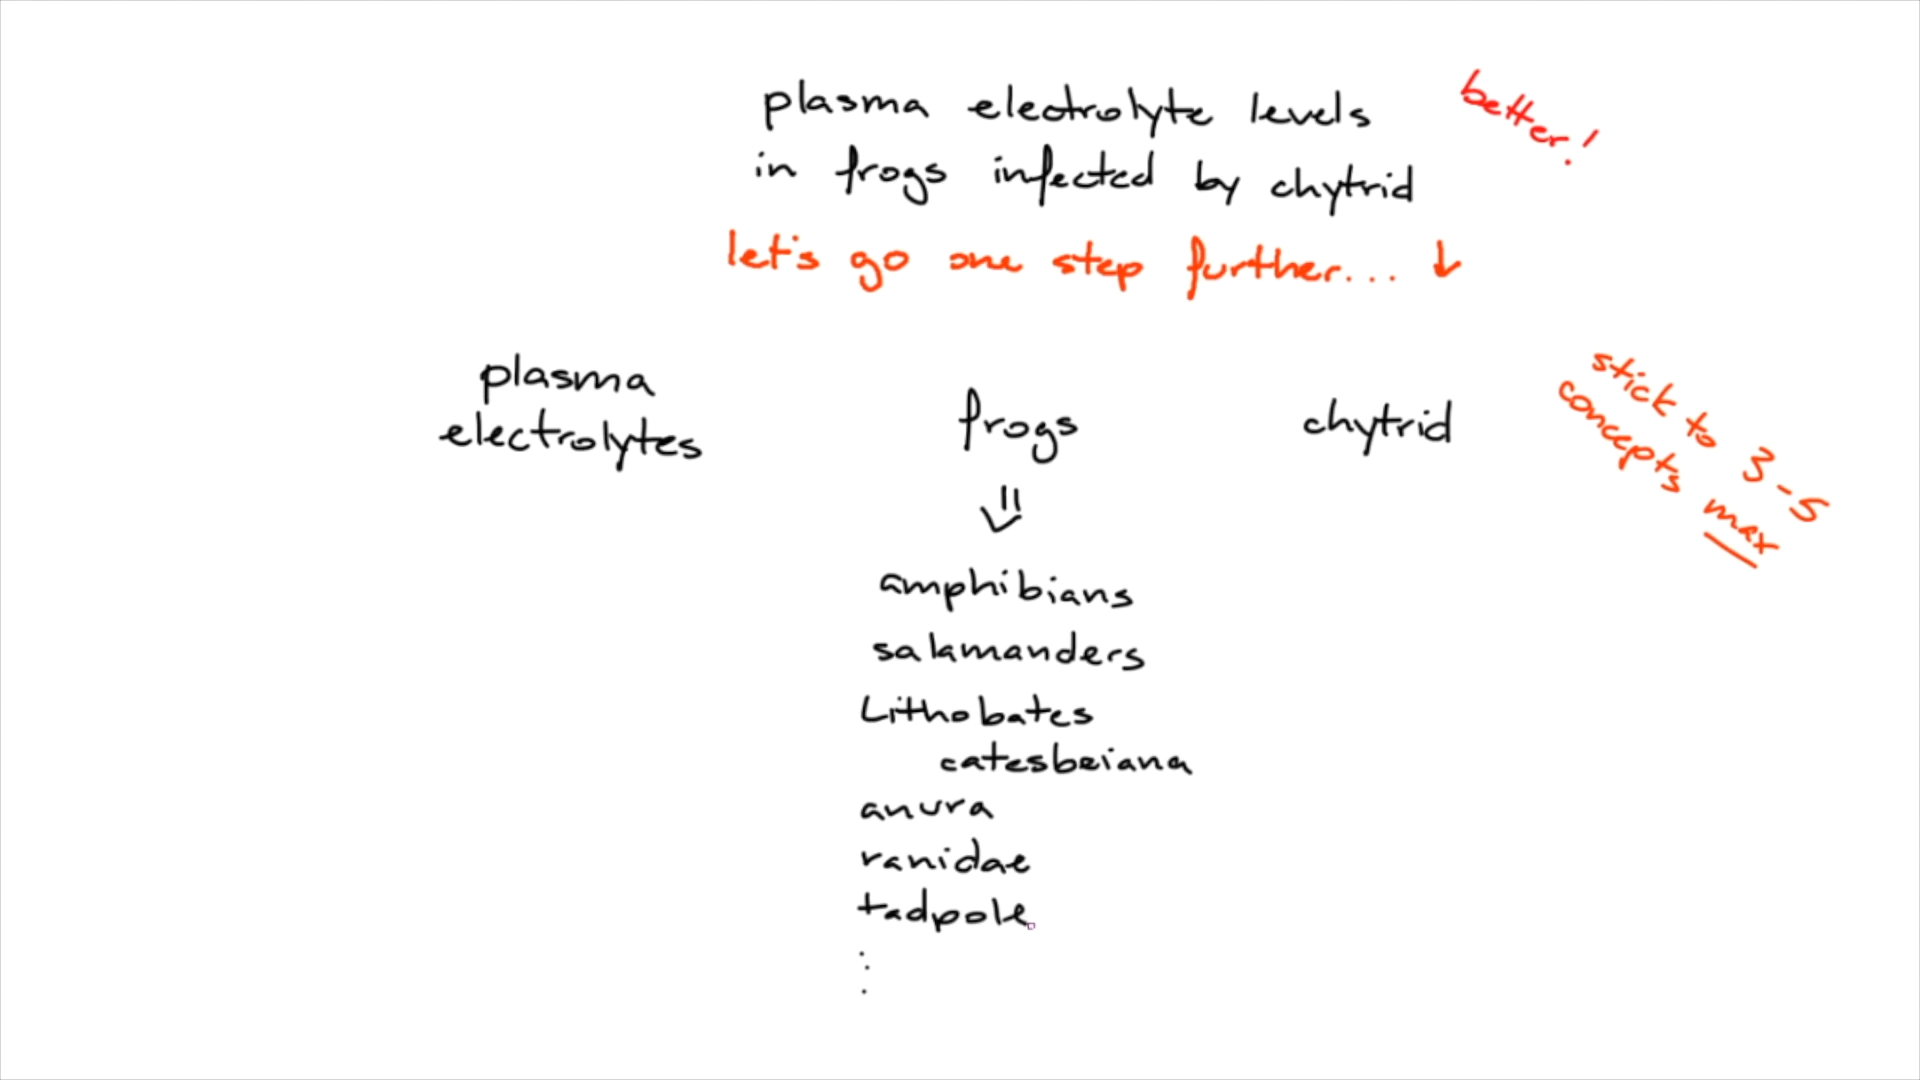 plasma electrolyte levels
in frogs infected by chytrid
better!
let's go one step further... ↓
plasma
electrolytes
frogs
chytrid
stick to 3-5
concepts max
amphibians
salamanders
Lithobates
catesbeiana
anura
ranidae
tadpole